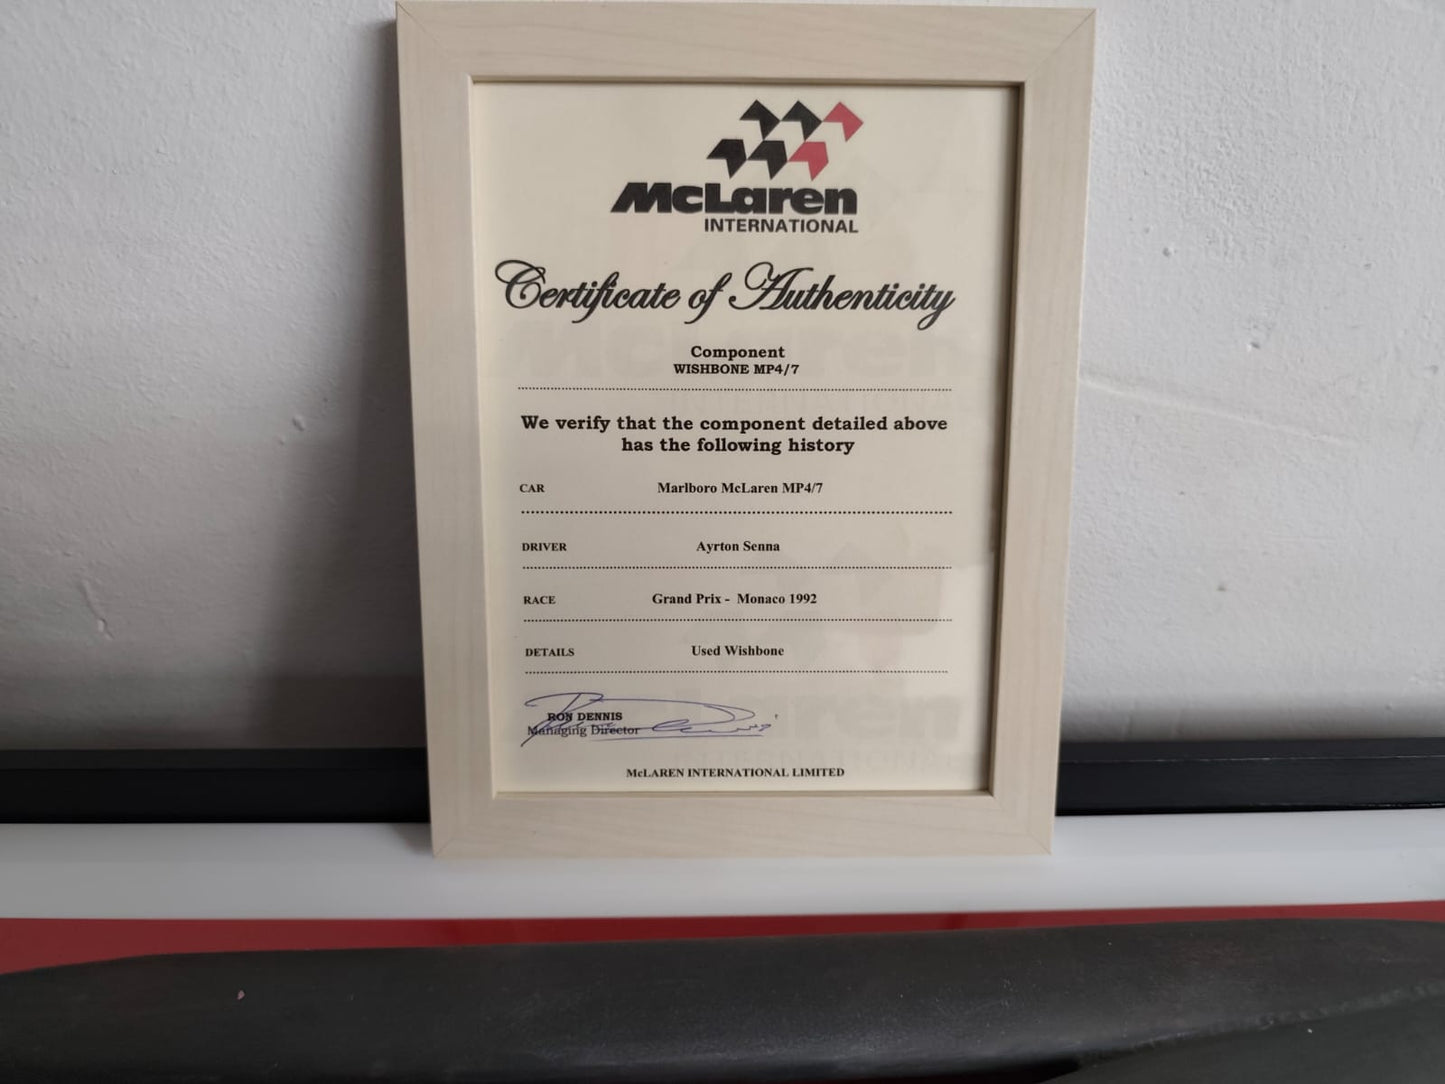 McLaren
INTERNATIONAL
Certificate of Authenticity
Component
WISHBONE MP4/7
We verify that the component detailed above
has the following history
CAR Marlboro McLaren MP4/7
DRIVER Ayrton Senna
RACE Grand Prix - Monaco 1992
DETAILS Used Wishbone
RON DENNIS
Managing Director
McLAREN INTERNATIONAL LIMITED